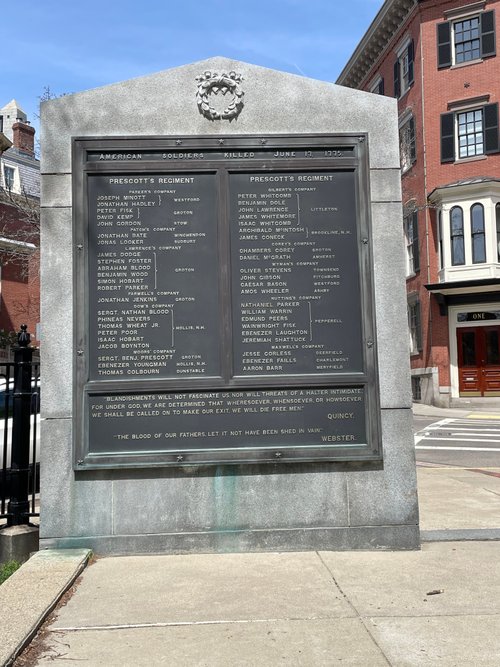 AMERICAN SOLDIERS KILLED JUNE 17, 1775
PRESCOTT'S REGIMENT
PARKER'S COMPANY
JOSEPH MINOTT
JONATHAN HADLEY WESTFORD
PETER FISK
DAVID KEMP GROTON
JOHN GORDON STOW
PATCH'S COMPANY
JONATHAN BATE WINCHENDON
JONAS LOOKER SUDBURY
LAWRENCE'S COMPANY
JAMES DODGE
STEPHEN FOSTER
ABRAHAM BLOOD
BENJAMIN WOOD GROTON
SIMON HOBART
ROBERT PARKER
FARWELL'S COMPANY
JONATHAN JENKINS GROTON
DOW'S COMPANY
SERGT. NATHAN BLOOD
PHINEAS NEVERS
THOMAS WHEAT JR.
PETER POOR HOLLIS, N.H.
ISAAC HOBART
JACOB BOYNTON
MOORS' COMPANY
SERGT. BENJ. PRESCOTT GROTON
EBENEZER YOUNGMAN HOLLIS, N.H.
THOMAS COLBURN DUNSTABLE
PRESCOTT'S REGIMENT
GILBERT'S COMPANY
PETER WHITCOMB
BENJAMIN DOLE
JOHN LAWRENCE LITTLETON
JAMES WHITEMORE
ISAAC WHITCOMB
ARCHIBALD MCINTOSH BROOKLINE, N.H.
JAMES CONECK
COREY'S COMPANY
CHAMBERS COREY GROTON
DANIEL MCGRATH AMHERST
WYMAN'S COMPANY
OLIVER STEVENS TOWNSEND
JOHN GIBSON FITCHBURG
CAESAR BASON WESTFORD
AMOS WHEELER ASHBY
NUTTING'S COMPANY
NATHANIEL PARKER
WILLIAM WARRIN
EDMUND PEERS
WAINWRIGHT FISK PEPPERELL
EBENEZER LAUGHTON
JEREMIAH SHATTUCK
MAXWELL'S COMPANY
JESSE CORLESS DEERFIELD
EBENEZER FAILLS CHARLEMONT
AARON BARR MERYFIELD
"BLANDISHMENTS WILL NOT FASCINATE US, NOR WILL THREATS OF A HALTER INTIMIDATE
FOR UNDER GOD, WE ARE DETERMINED THAT WHERESOEVER, WHENSOEVER, OR HOWSOEVER
WE SHALL BE CALLED ON TO MAKE OUR EXIT, WE WILL DIE FREE MEN."
QUINCY.
"THE BLOOD OF OUR FATHERS, LET IT NOT HAVE BEEN SHED IN VAIN."
WEBSTER.
ONE